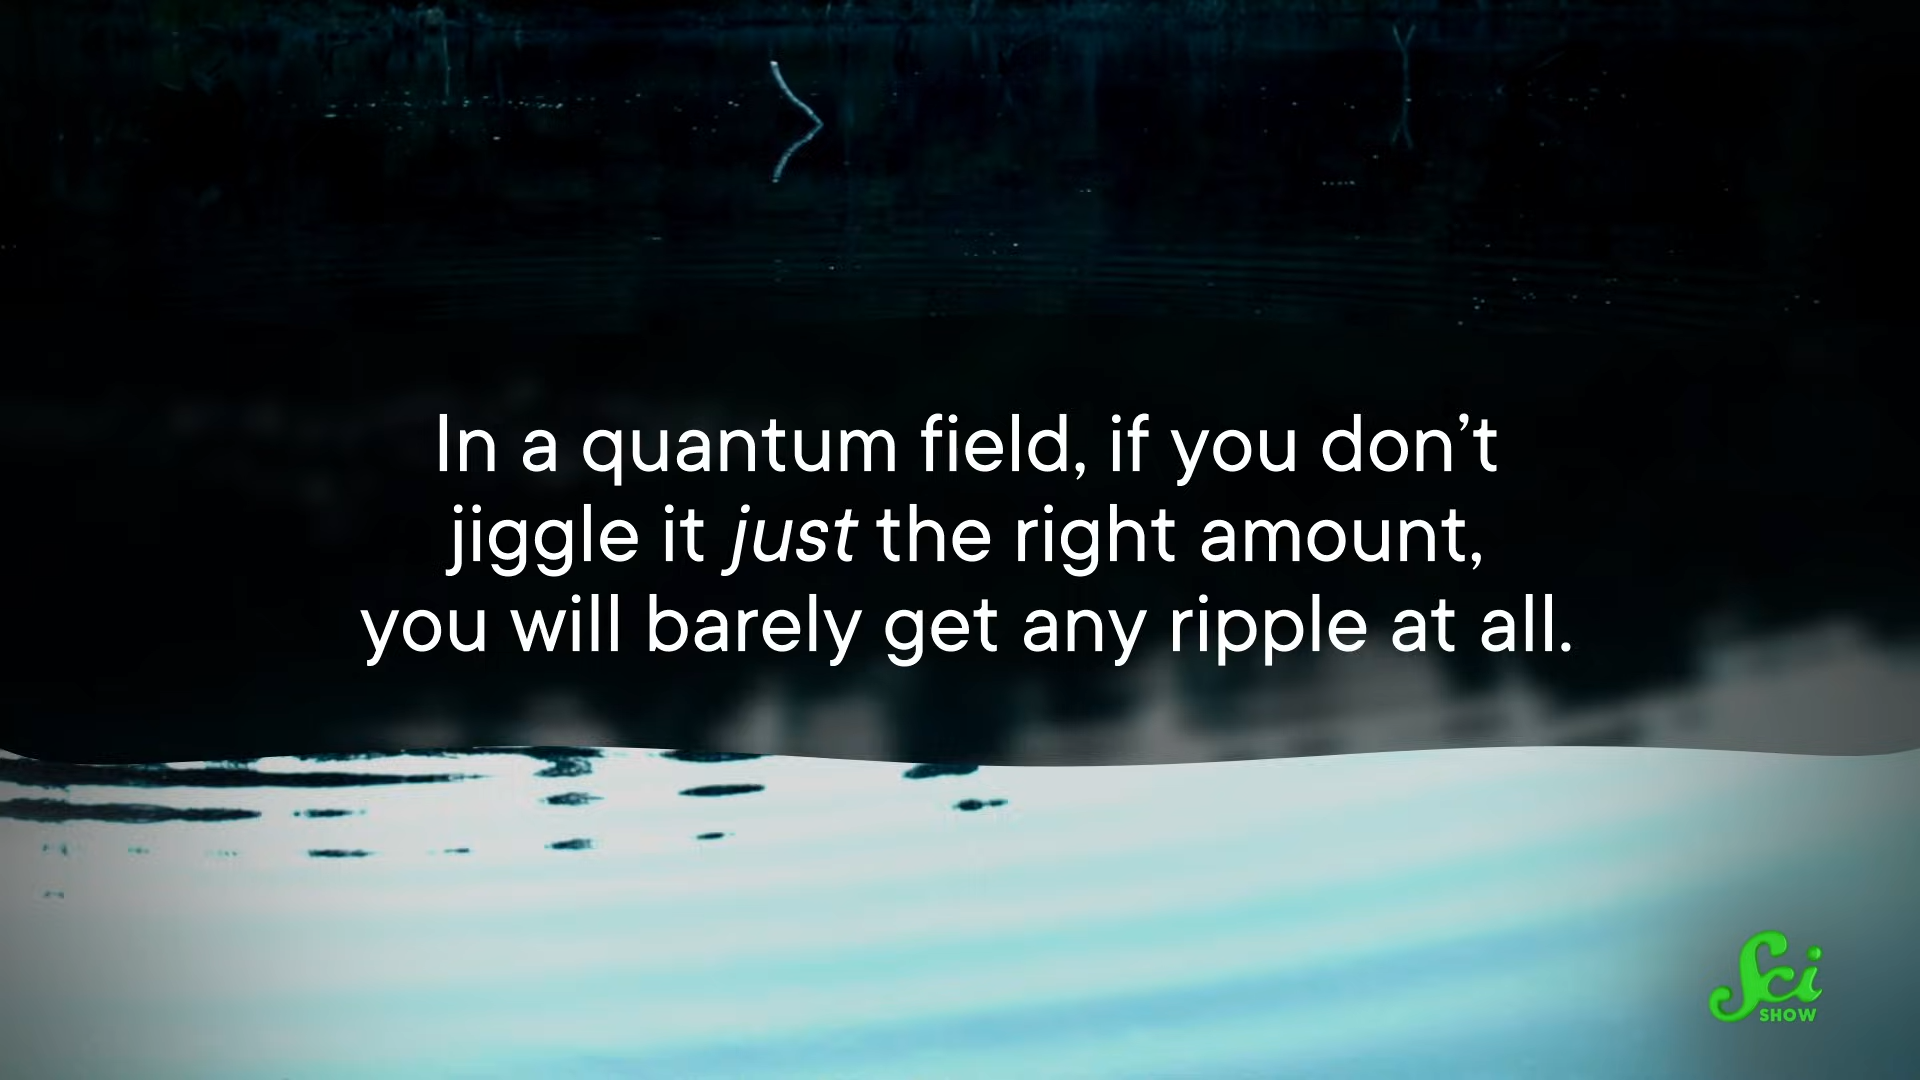 In a quantum field, if you don’t
jiggle it just the right amount,
you will barely get any ripple at all.
Sci
SHOW